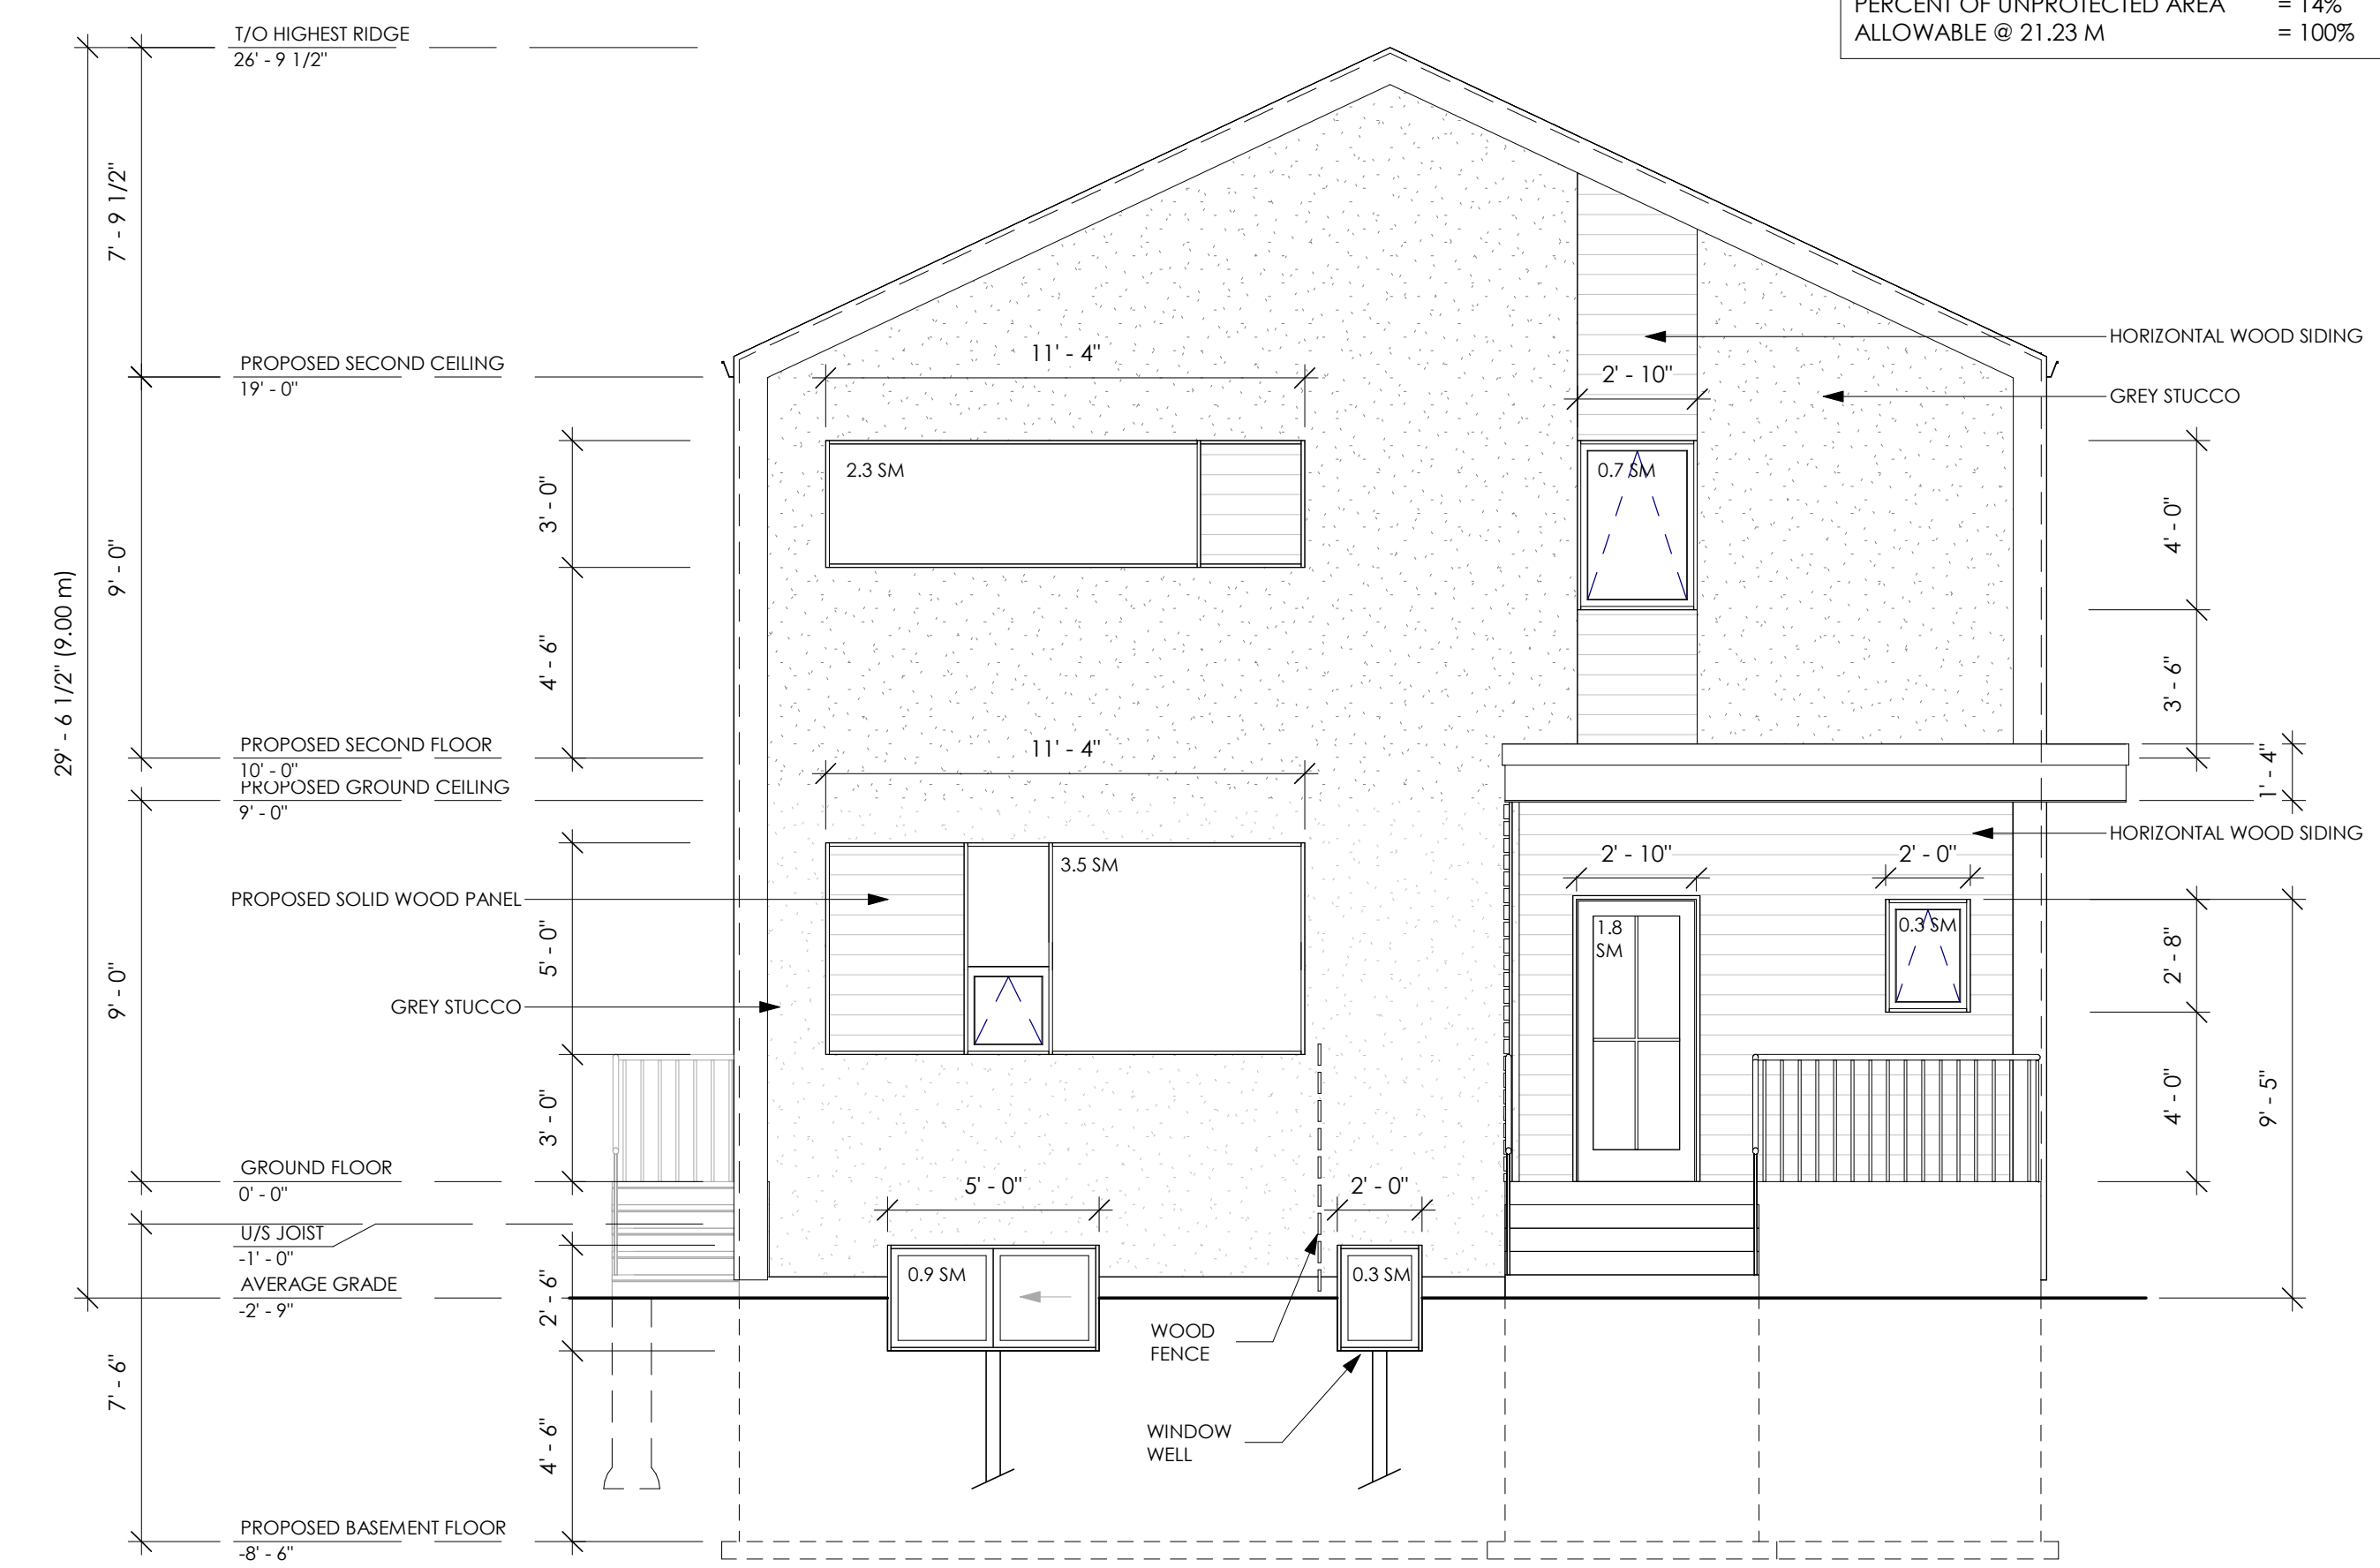 PERCENT OF UNPROTECTED AREA = 14%
ALLOWABLE @ 21.23 M = 100%
T/O HIGHEST RIDGE
26' - 9 1/2"
7' - 9 1/2"
PROPOSED SECOND CEILING
19' - 0"
HORIZONTAL WOOD SIDING
11' - 4"
2' - 10"
GREY STUCCO
2.3 SM
0.7 SM
3' - 0"
4' - 0"
9' - 0"
29' - 6 1/2" (9.00 m)
4' - 6"
3' - 6"
PROPOSED SECOND FLOOR
10' - 0"
11' - 4"
1' - 4"
PROPOSED GROUND CEILING
9' - 0"
HORIZONTAL WOOD SIDING
2' - 10"
2' - 0"
3.5 SM
PROPOSED SOLID WOOD PANEL
1.8
SM
0.3 SM
5' - 0"
2' - 8"
9' - 0"
GREY STUCCO
3' - 0"
4' - 0"
9' - 5"
GROUND FLOOR
0' - 0"
5' - 0"
2' - 0"
U/S JOIST
-1' - 0"
0.9 SM
0.3 SM
AVERAGE GRADE
-2' - 9"
2' - 6"
WOOD
FENCE
7' - 6"
4' - 6"
WINDOW
WELL
PROPOSED BASEMENT FLOOR
-8' - 6"